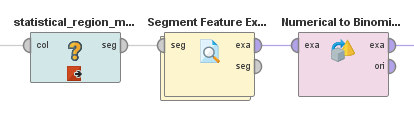 statistical_region_m... Segment Feature Ex... Numerical to Binomi...
col seg seg exa exa exa
seg ori